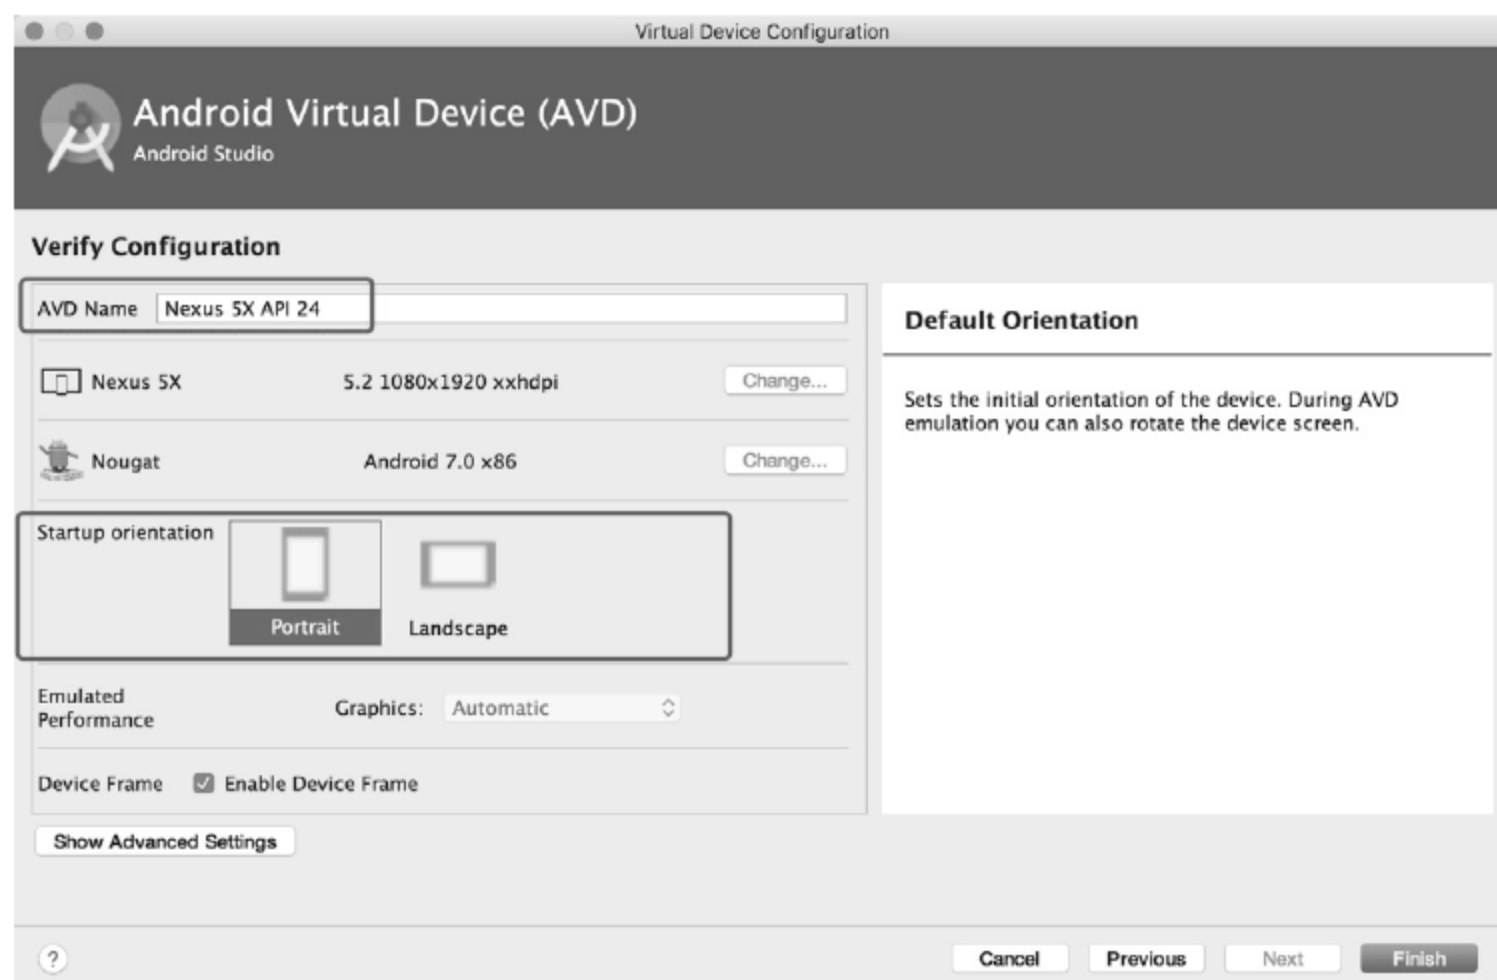 Virtual Device Configuration
Android Virtual Device (AVD)
Android Studio
Verify Configuration
AVD Name Nexus 5X API 24
Nexus 5X 5.2 1080x1920 xxhdpi Change...
Nougat Android 7.0 x86 Change...
Startup orientation
Portrait Landscape
Emulated
Performance Graphics: Automatic
Device Frame Enable Device Frame
Show Advanced Settings
Default Orientation
Sets the initial orientation of the device. During AVD
emulation you can also rotate the device screen.
? Cancel Previous Next Finish